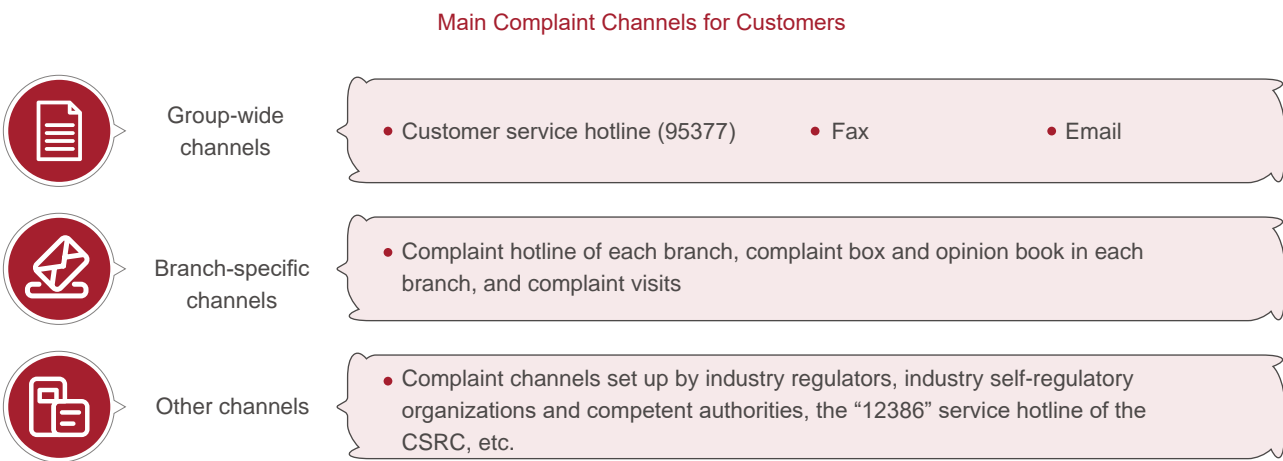 Main Complaint Channels for Customers
Group-wide
channels
• Customer service hotline (95377)
• Fax
• Email
Branch-specific
channels
• Complaint hotline of each branch, complaint box and opinion book in each
branch, and complaint visits
Other channels
• Complaint channels set up by industry regulators, industry self-regulatory
organizations and competent authorities, the “12386” service hotline of the
CSRC, etc.